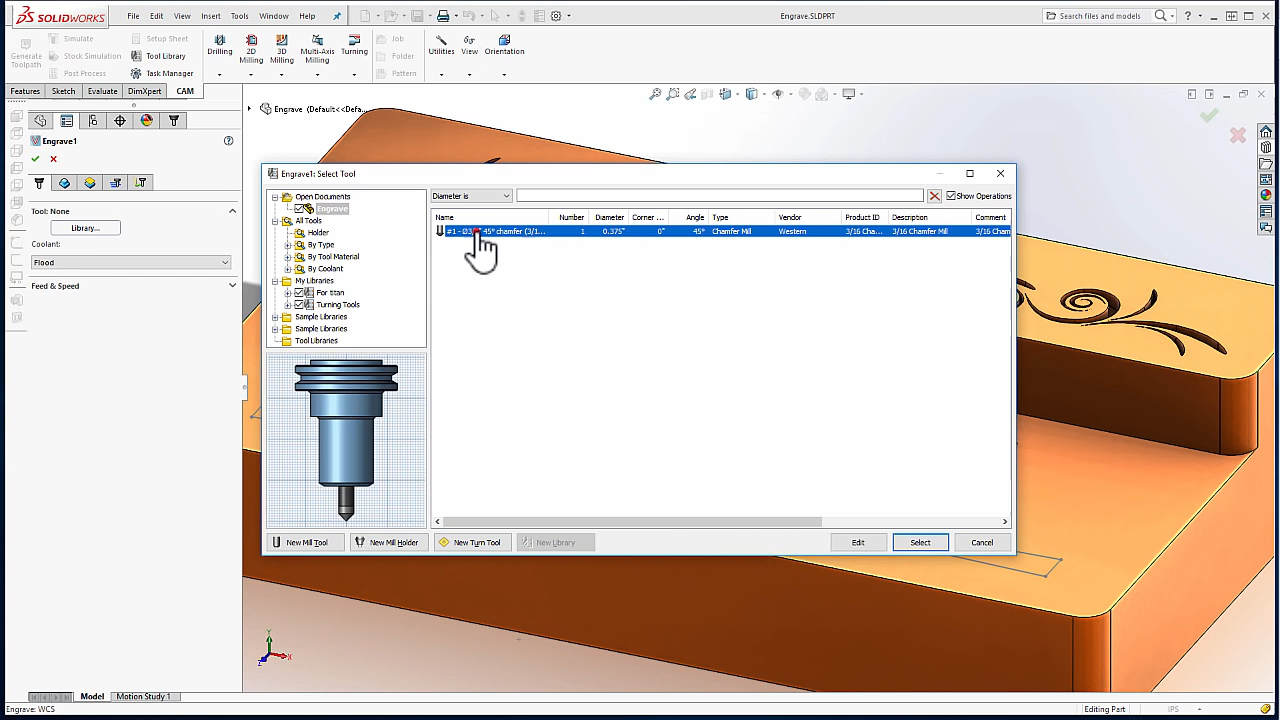 SOLIDWORKS File Edit View Insert Tools Window Help Engrave.SLDPRT Search files and models
Simulate Setup Sheet Job
Generate Toolpath Stock Simulation Tool Library Drilling 2D Milling 3D Milling Multi-Axis Milling Turning Folder Utilities View Orientation
Post Process Task Manager Pattern
Features Sketch Evaluate DimXpert CAM
Engrave (Default<<Defa...
Engrave1
Tool: None
Library...
Coolant:
Flood
Feed & Speed
Engrave1: Select Tool
Open Documents
Engrave
All Tools
Holder
By Type
By Tool Material
By Coolant
My Libraries
For titan
Turning Tools
Sample Libraries
Sample Libraries
Tool Libraries
Diameter is Show Operations
Name Number Diameter Corner ... Angle Type Vendor Product ID Description Comment
45° chamfer (3/1... 1 0.375" 0" 45° Chamfer Mill Western 3/16 Cha... 3/16 Chamfer Mill 3/16 Cham
New Mill Tool New Mill Holder New Turn Tool New Library Edit Select Cancel
Y
X
Z
Model Motion Study 1
Engrave: WCS Editing Part IPS